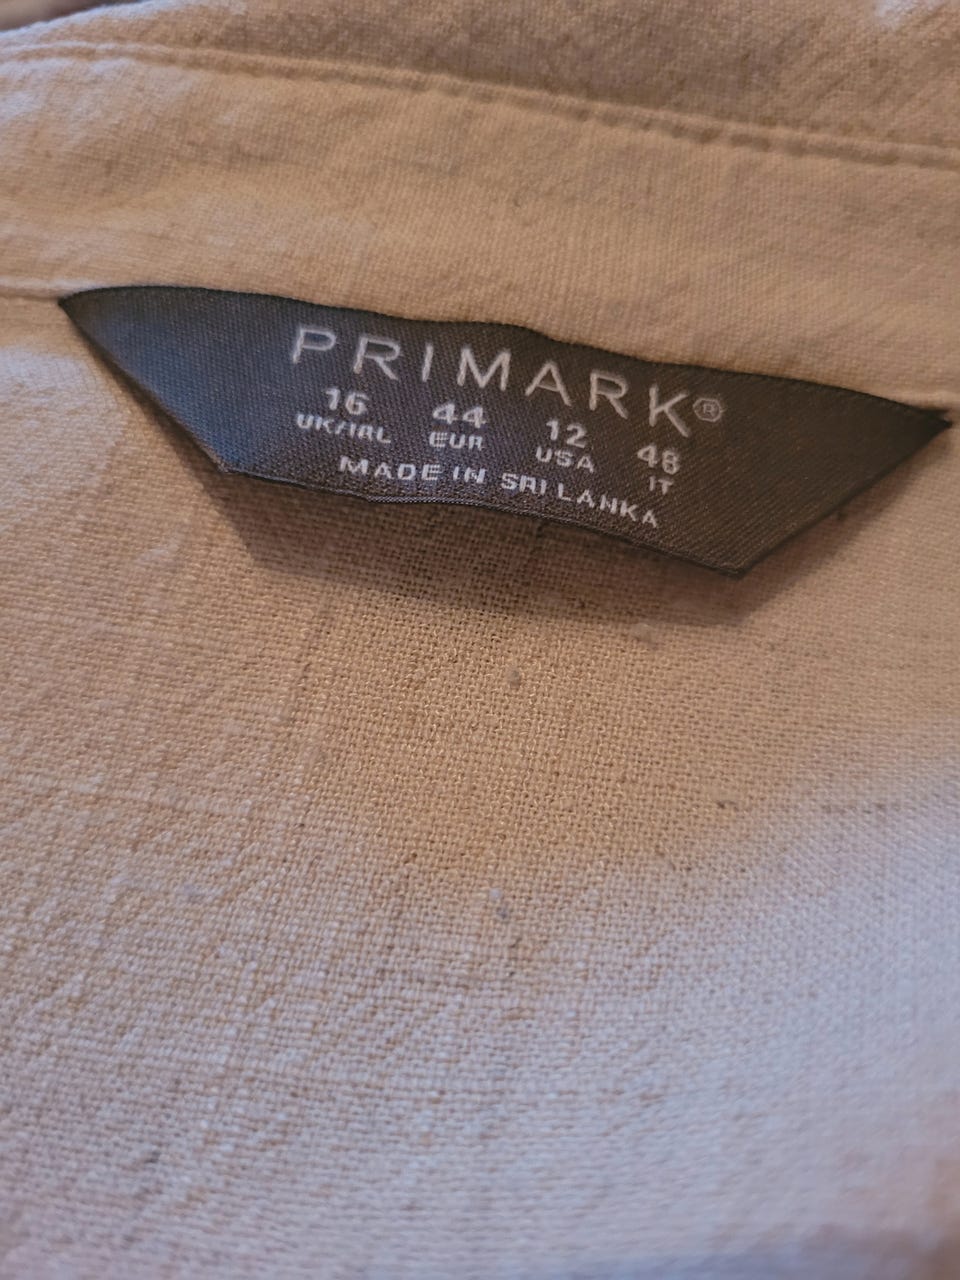 PRIMARK®
16 44 12 48
UK/IRL EUR USA IT
MADE IN SRI LANKA